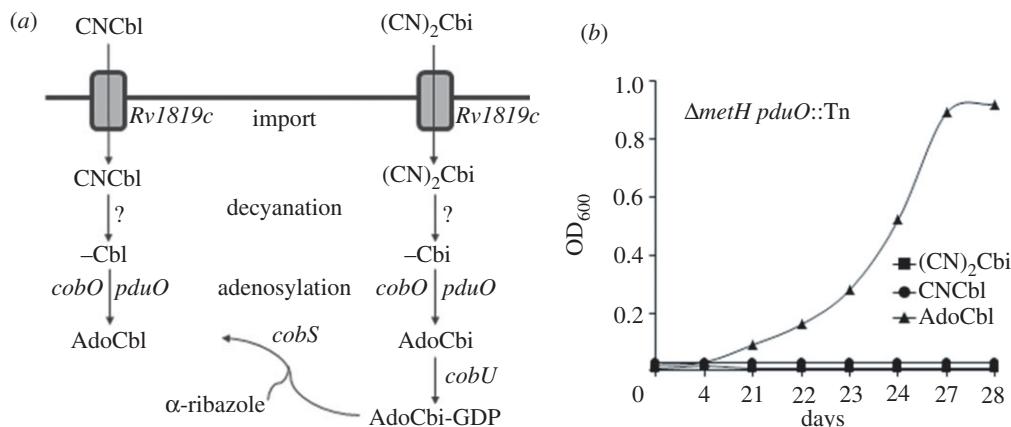 (a)
CNCbl
(CN)2Cbi
Rv1819c
import
Rv1819c
CNCbl
(CN)2Cbi
?
decyanation
?
–Cbl
–Cbi
cobO
pduO
adenosylation
cobO
pduO
AdoCbl
cobS
AdoCbi
cobU
α-ribazole
AdoCbi-GDP
(b)
ΔmetH pduO::Tn
OD600
1.0
0.8
0.6
0.4
0.2
0
(CN)2Cbi
CNCbl
AdoCbl
4 21 22 23 24 27 28
days